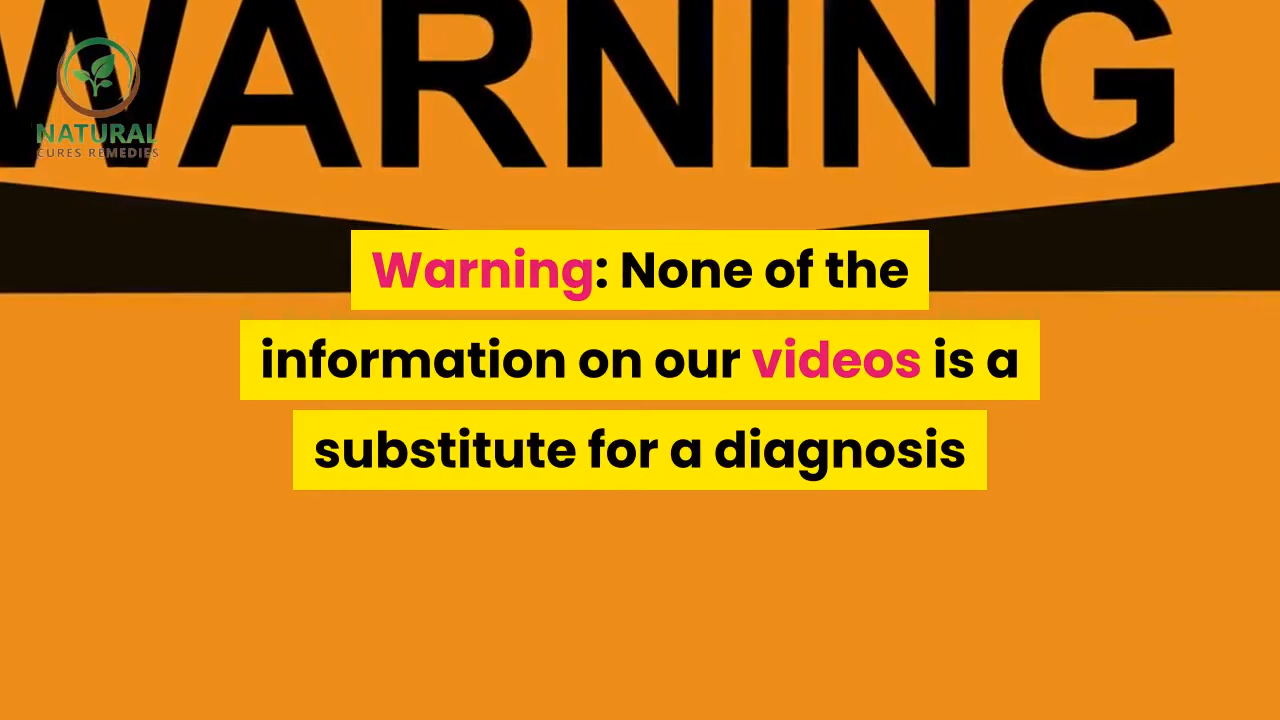 WARNING
NATURAL
CURES REMEDIES
Warning: None of the
information on our videos is a
substitute for a diagnosis